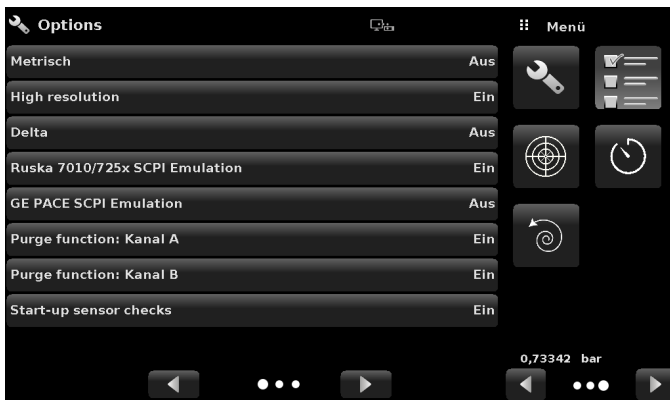 Options
Metrisch Aus
High resolution Ein
Delta Aus
Ruska 7010/725x SCPI Emulation Ein
GE PACE SCPI Emulation Aus
Purge function: Kanal A Ein
Purge function: Kanal B Ein
Start-up sensor checks Ein
Menü
0,73342 bar